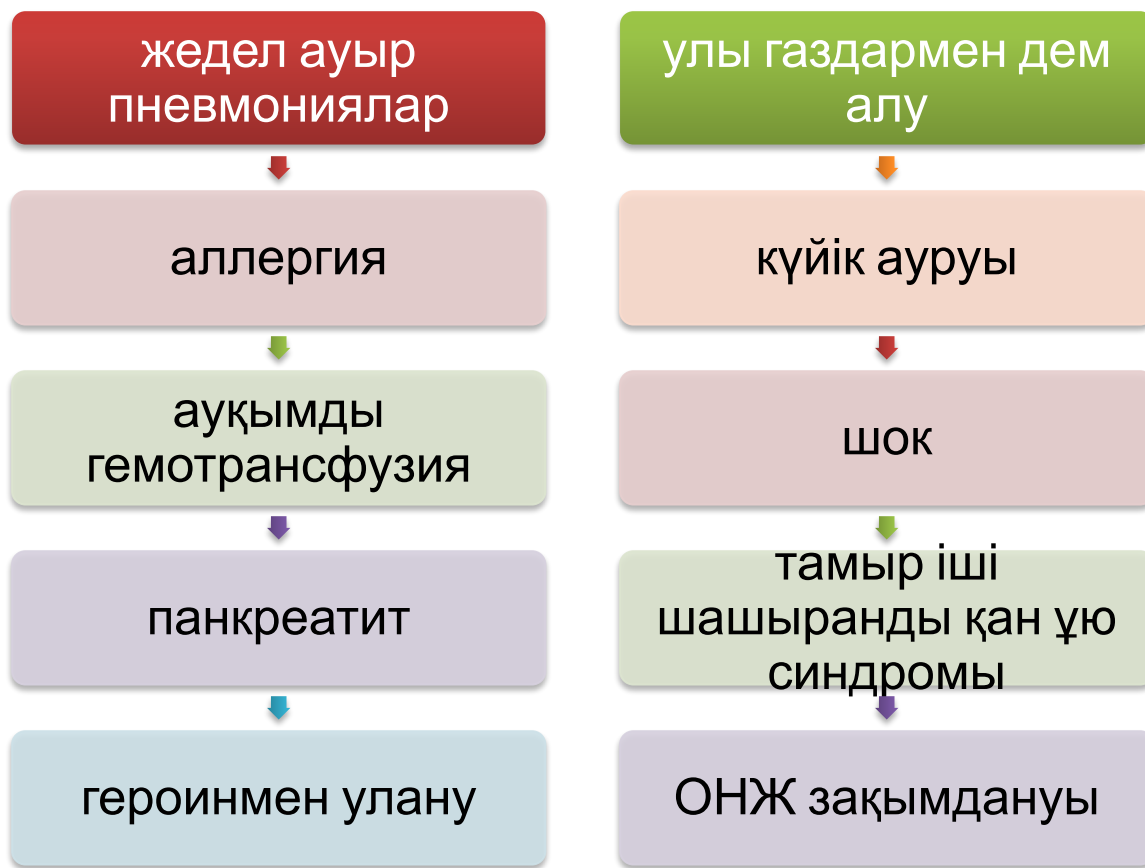 жедел ауыр
пневмониялар
аллергия
ауқымды
гемотрансфузия
панкреатит
героинмен улану
улы газдармен дем
алу
күйік ауруы
шок
тамыр іші
шашыранды қан ұю
синдромы
ОНЖ зақымдануы